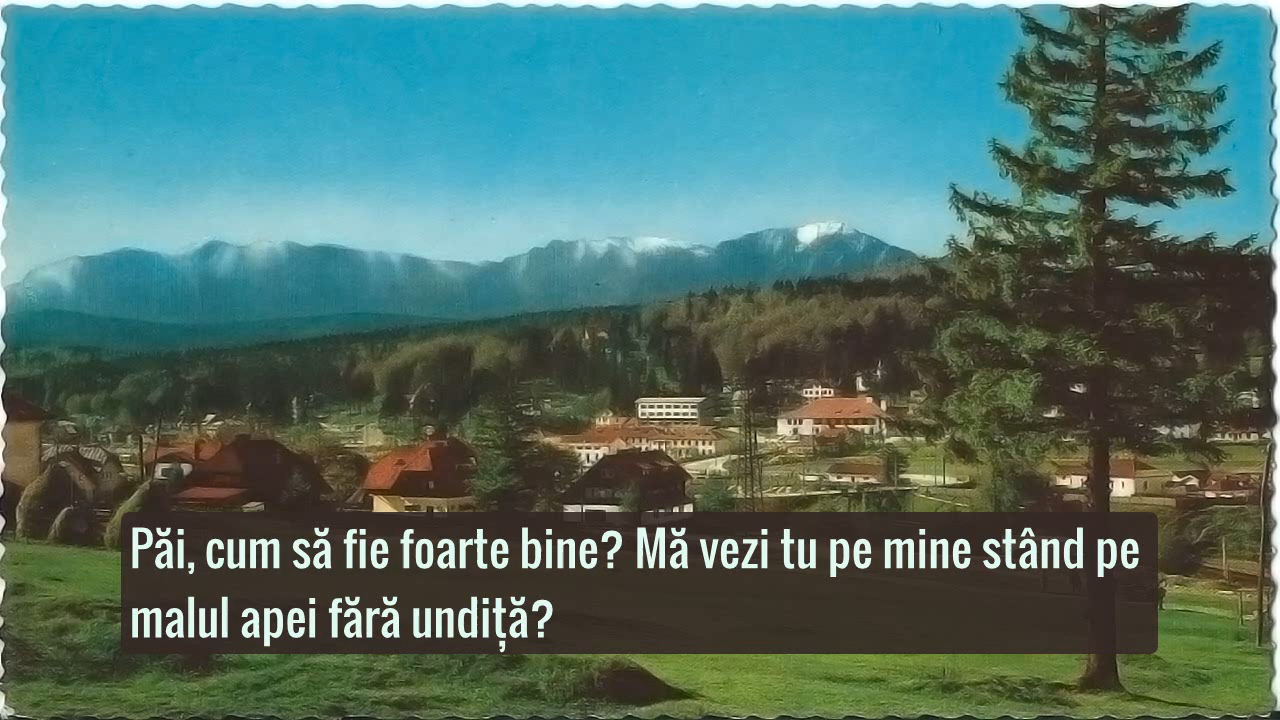 Păi, cum să fie foarte bine? Mă vezi tu pe mine stând pe
malul apei fără undiță?